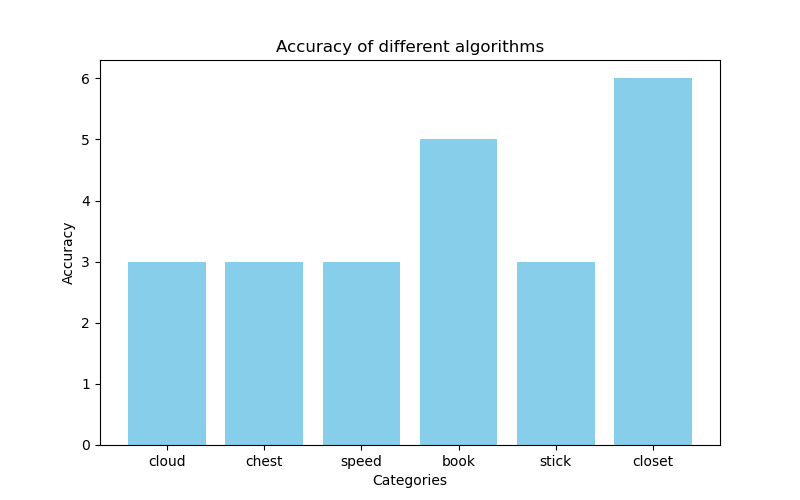 Accuracy of different algorithms
Accuracy
6
5
4
3
2
1
0
cloud chest speed book stick closet
Categories